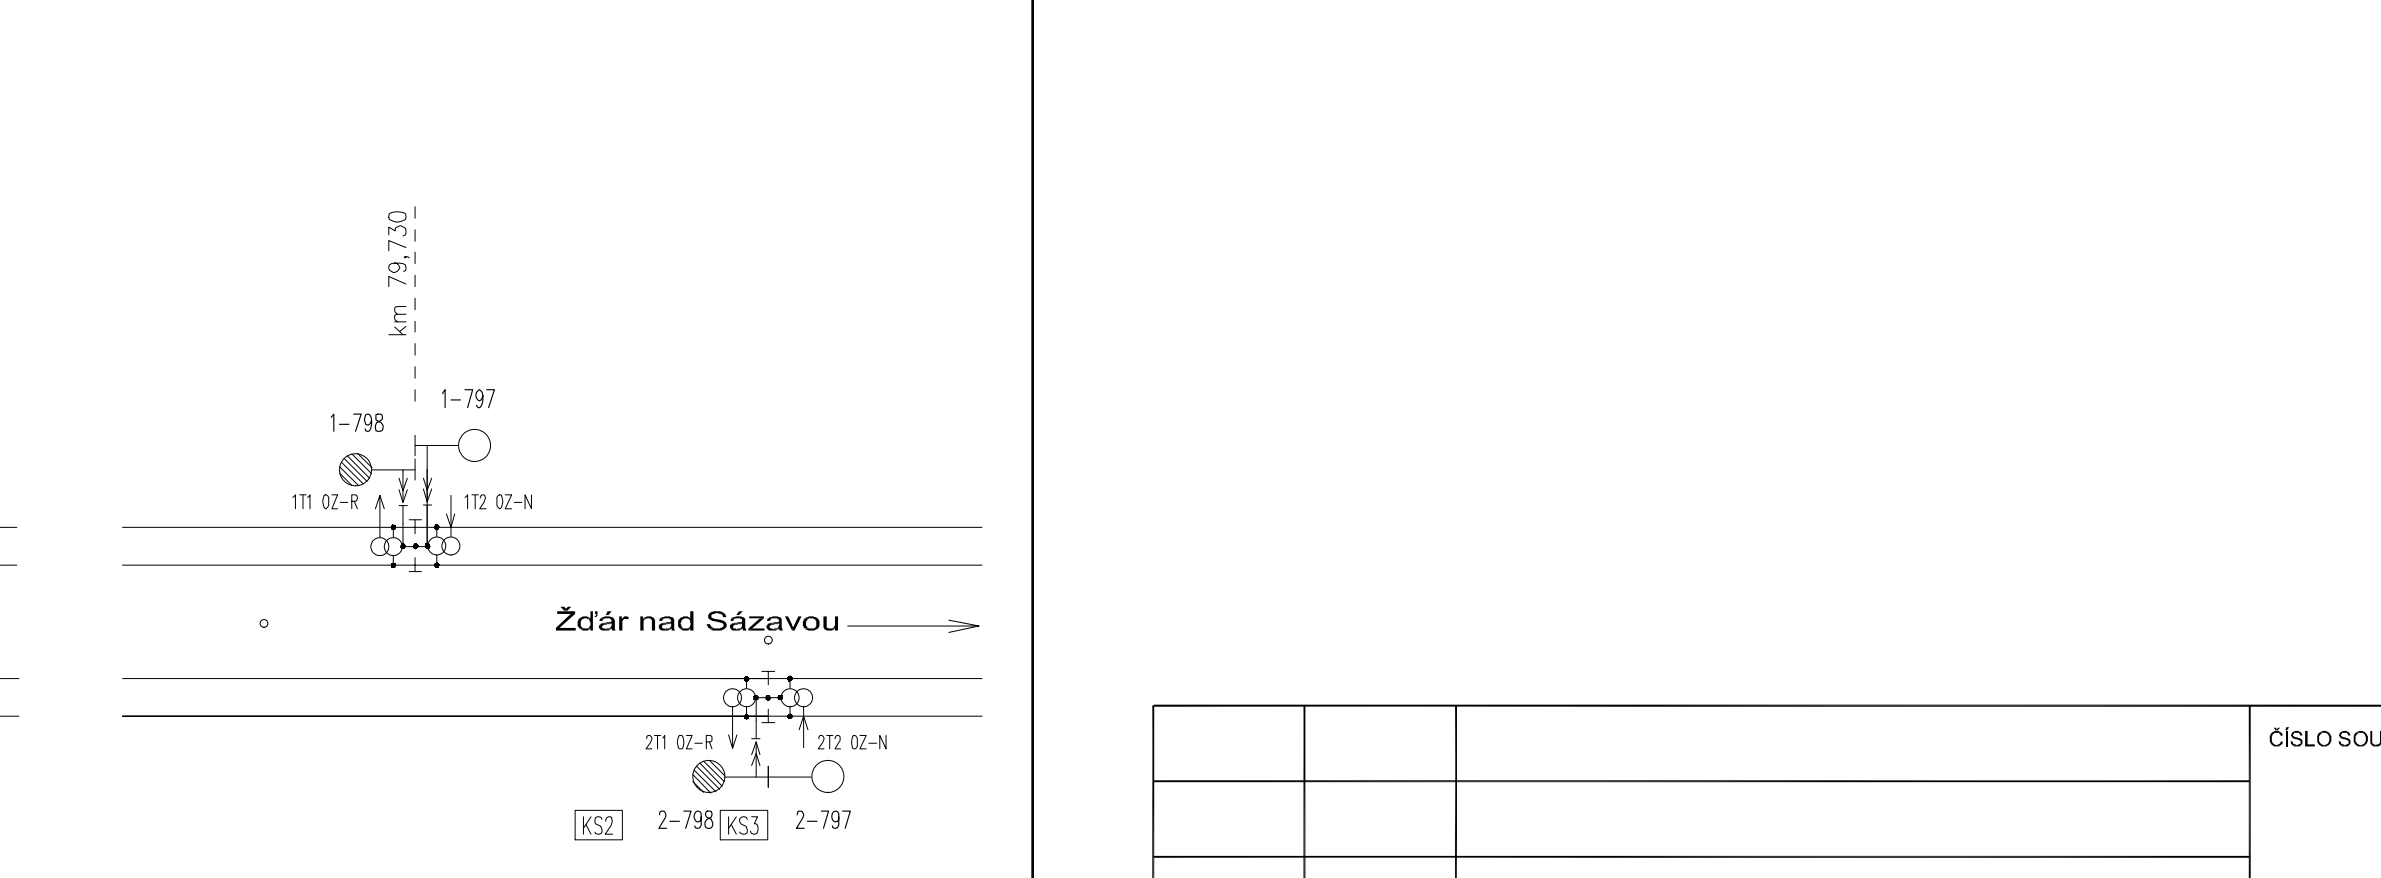 km 79,730
1-797
1-798
1T1 OZ-R
1T2 OZ-N
Žďár nad Sázavou
2T1 OZ-R
2T2 OZ-N
KS2
2-798
KS3
2-797
ČÍSLO SOU